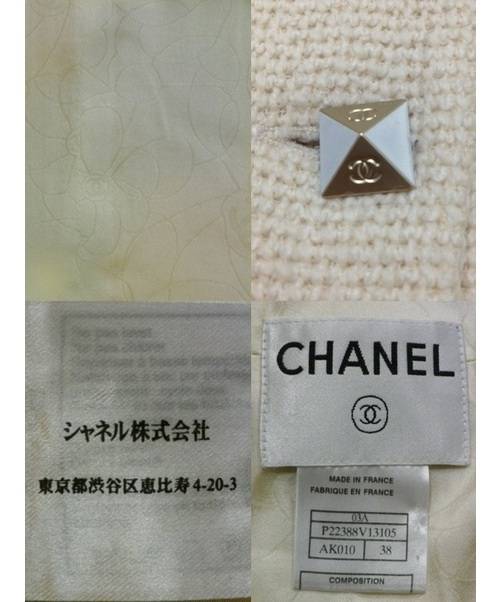 シャネル株式会社
東京都渋谷区恵比寿4-20-3
CHANEL
MADE IN FRANCE
FABRIQUE EN FRANCE
03A
P22388V13105
AK010 38
COMPOSITION